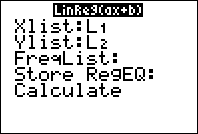 LinReg(ax+b)
Xlist:L₁
Ylist:L₂
FreqList:
Store RegEQ:
Calculate